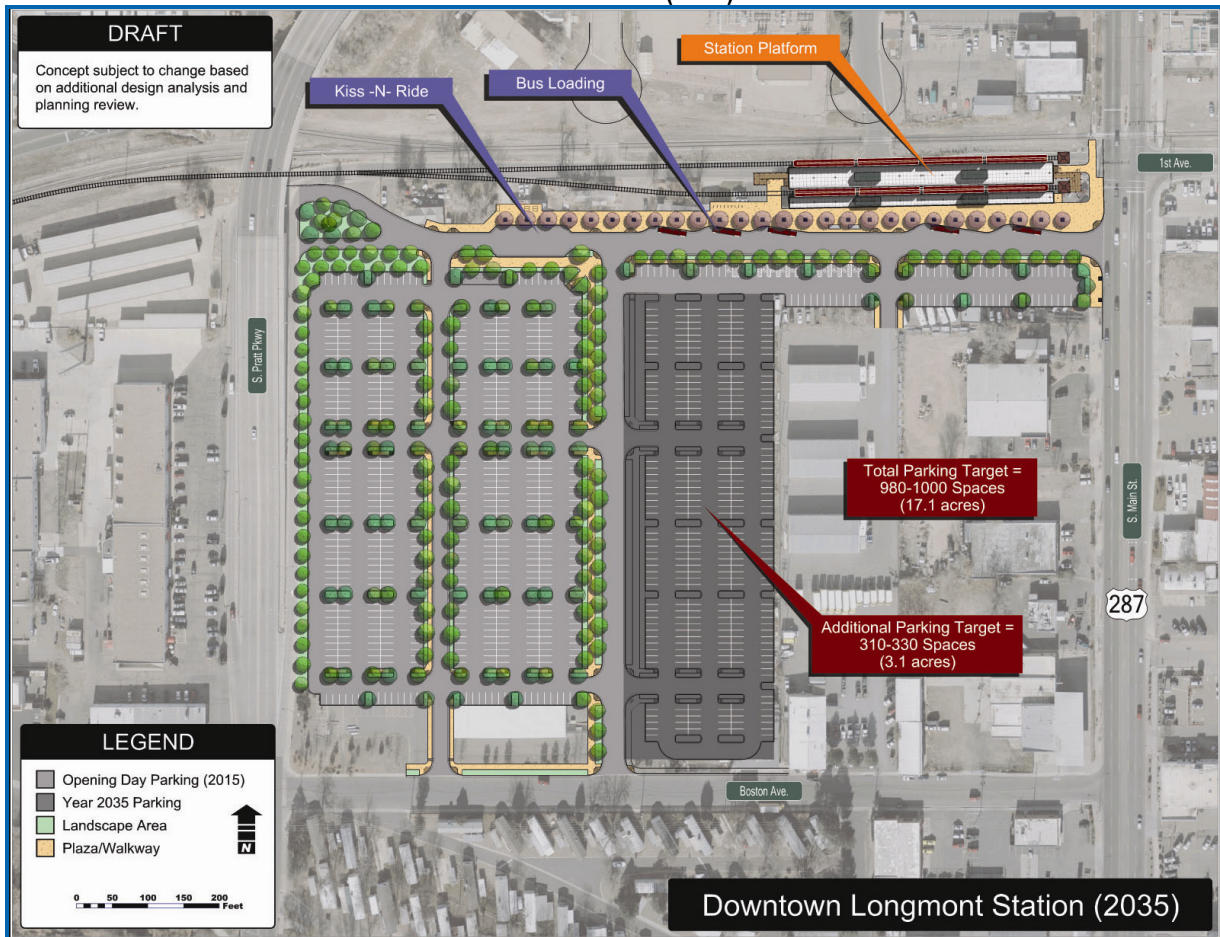 DRAFT
Concept subject to change based
on additional design analysis and
planning review.
Station Platform
Kiss -N- Ride
Bus Loading
1st Ave.
S. Pratt Pkwy
Total Parking Target =
980-1000 Spaces
(17.1 acres)
S. Main St.
287
Additional Parking Target =
310-330 Spaces
(3.1 acres)
LEGEND
Opening Day Parking (2015)
Year 2035 Parking
Landscape Area
Plaza/Walkway
N
0 50 100 150 200
Feet
Boston Ave.
Downtown Longmont Station (2035)